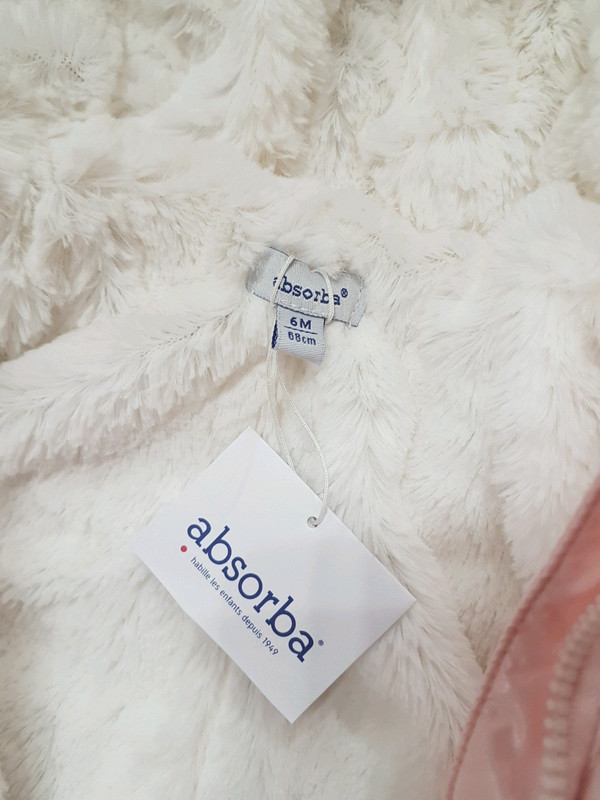 absorba®
6M
68cm
absorba®
habille les enfants depuis 1949